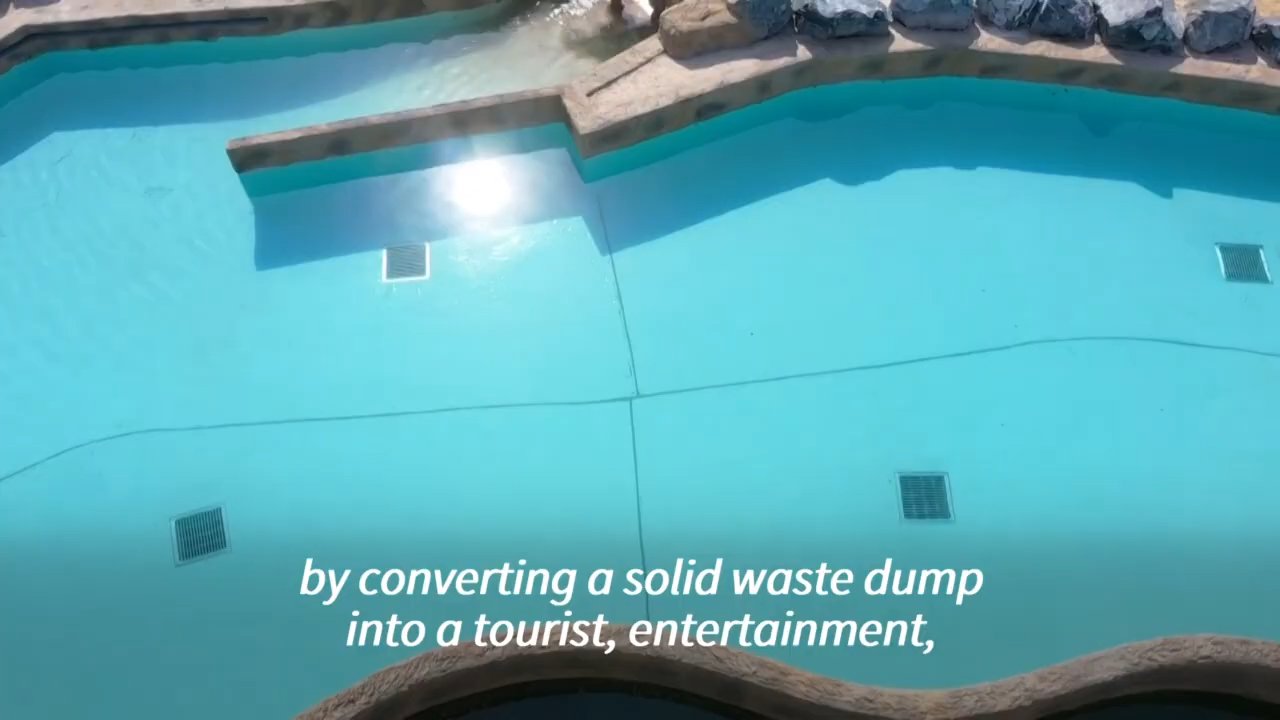 by converting a solid waste dump
into a tourist, entertainment,